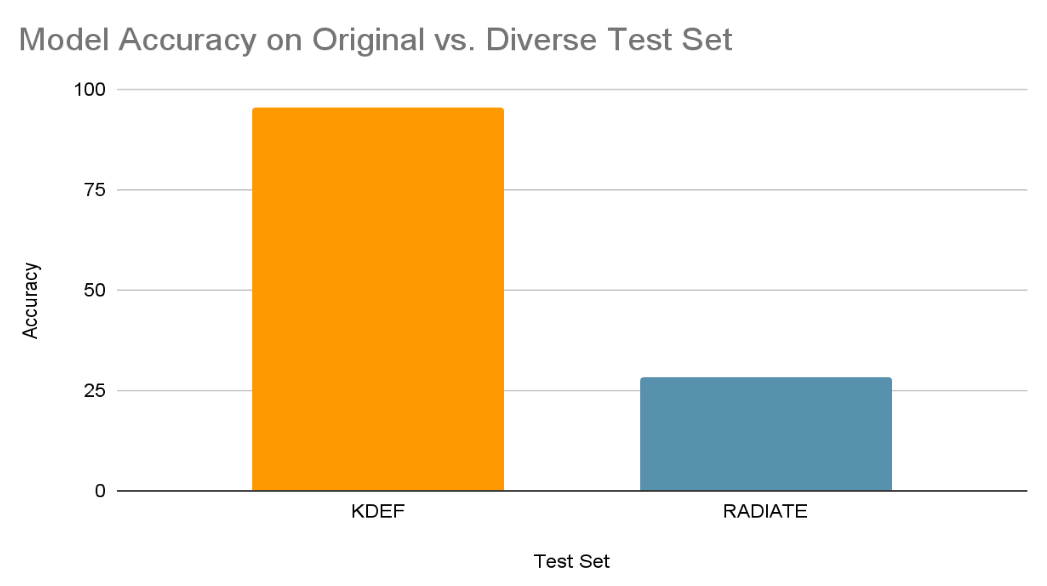 Model Accuracy on Original vs. Diverse Test Set
100
75
50
25
0
Accuracy
KDEF
RADIATE
Test Set